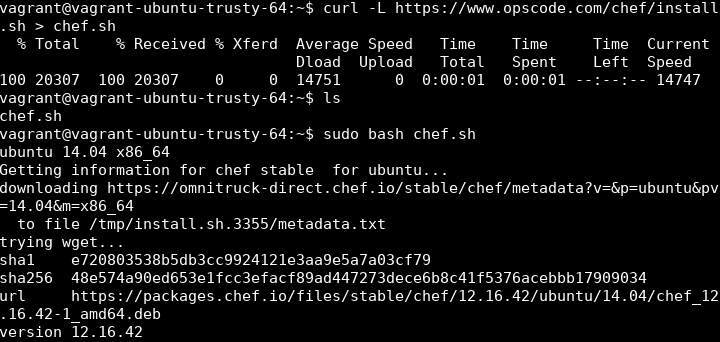 vagrant@vagrant-ubuntu-trusty-64:~$ curl -L https://www.opscode.com/chef/install
.sh > chef.sh
  % Total    % Received % Xferd  Average Speed   Time    Time     Time  Current
                                 Dload  Upload   Total   Spent    Left  Speed
100 20307  100 20307    0     0  14751      0  0:00:01  0:00:01 --:--:-- 14747
vagrant@vagrant-ubuntu-trusty-64:~$ ls
chef.sh
vagrant@vagrant-ubuntu-trusty-64:~$ sudo bash chef.sh
ubuntu 14.04 x86_64
Getting information for chef stable  for ubuntu...
downloading https://omnitruck-direct.chef.io/stable/chef/metadata?v=&p=ubuntu&pv
=14.04&m=x86_64
  to file /tmp/install.sh.3355/metadata.txt
trying wget...
sha1    e720803538b5db3cc9924121e3aa9e5a7a03cf79
sha256  48e574a90ed653e1fcc3efacf89ad447273dece6b8c41f5376acebbb17909034
url     https://packages.chef.io/files/stable/chef/12.16.42/ubuntu/14.04/chef_12
.16.42-1_amd64.deb
version 12.16.42